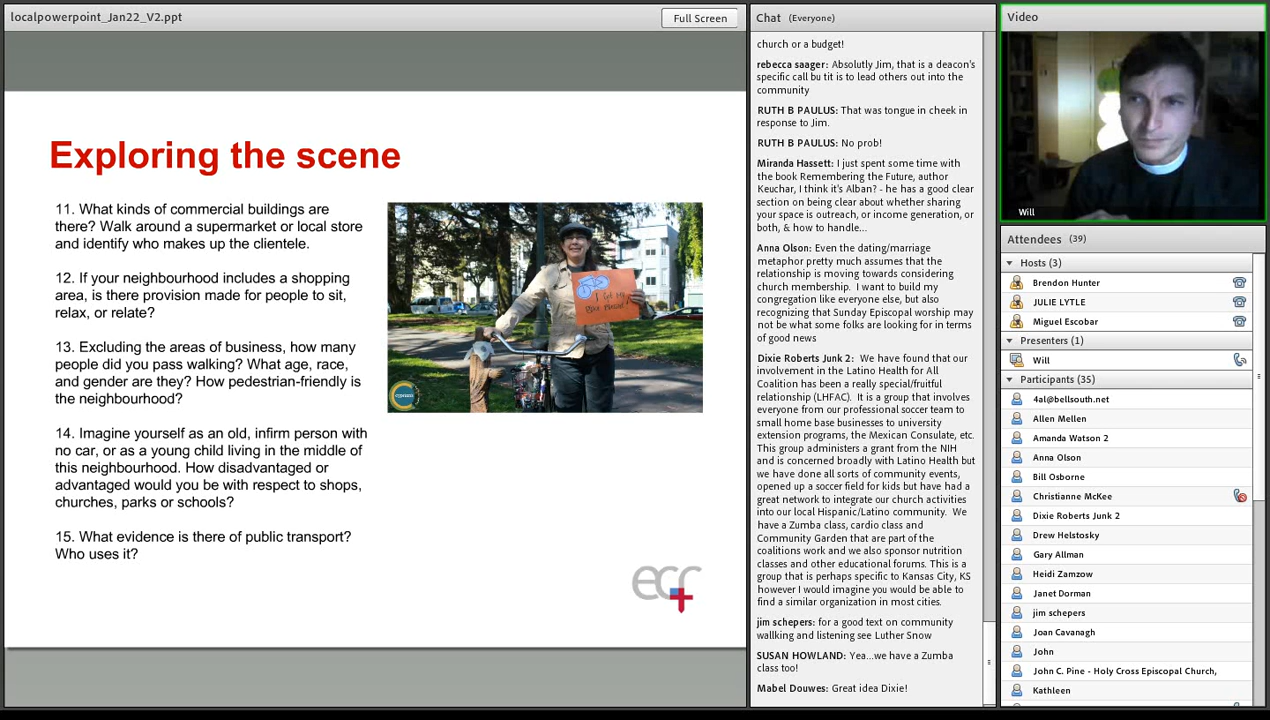 localpowerpoint_Jan22_V2.ppt
Full Screen
Exploring the scene
11. What kinds of commercial buildings are
there? Walk around a supermarket or local store
and identify who makes up the clientele.
12. If your neighbourhood includes a shopping
area, is there provision made for people to sit,
relax, or relate?
13. Excluding the areas of business, how many
people did you pass walking? What age, race,
and gender are they? How pedestrian-friendly is
the neighbourhood?
14. Imagine yourself as an old, infirm person with
no car, or as a young child living in the middle of
this neighbourhood. How disadvantaged or
advantaged would you be with respect to shops,
churches, parks or schools?
15. What evidence is there of public transport?
Who uses it?
ecf
Chat (Everyone)
church or a budget!
rebecca saager: Absolutly Jim, that is a deacon's
specific call bu tit is to lead others out into the
community
RUTH B PAULUS: That was tongue in cheek in
response to Jim.
RUTH B PAULUS: No prob!
Miranda Hassett: I just spent some time with
the book Remembering the Future, author
Keuchar, I think it's Alban? - he has a good clear
section on being clear about whether sharing
your space is outreach, or income generation, or
both, & how to handle...
Anna Olson: Even the dating/marriage
metaphor pretty much assumes that the
relationship is moving towards considering
church membership. I want to build my
congregation like everyone else, but also
recognizing that Sunday Episcopal worship may
not be what some folks are looking for in terms
of good news
Dixie Roberts Junk 2: We have found that our
involvement in the Latino Health for All
Coalition has been a really special/fruitful
relationship (LHFAC). It is a group that involves
everyone from our professional soccer team to
small home base businesses to university
extension programs, the Mexican Consulate, etc.
This group administers a grant from the NIH
and is concerned broadly with Latino Health but
we have done all sorts of community events,
opened up a soccer field for kids but have had a
great network to integrate our church activities
into our local Hispanic/Latino community. We
have a Zumba class, cardio class and
Community Garden that are part of the
coalitions work and we also sponsor nutrition
classes and other educational forums. This is a
group that is perhaps specific to Kansas City, KS
however I would imagine you would be able to
find a similar organization in most cities.
jim schepers: for a good text on community
wallking and listening see Luther Snow
SUSAN HOWLAND: Yea...we have a Zumba
class too!
Mabel Douwes: Great idea Dixie!
Video
Will
Attendees (39)
Hosts (3)
Brendon Hunter
JULIE LYTLE
Miguel Escobar
Presenters (1)
Will
Participants (35)
4al@bellsouth.net
Allen Mellen
Amanda Watson 2
Anna Olson
Bill Osborne
Christianne McKee
Dixie Roberts Junk 2
Drew Helstosky
Gary Allman
Heidi Zamzow
Janet Dorman
jim schepers
Joan Cavanagh
John
John C. Pine - Holy Cross Episcopal Church,
Kathleen